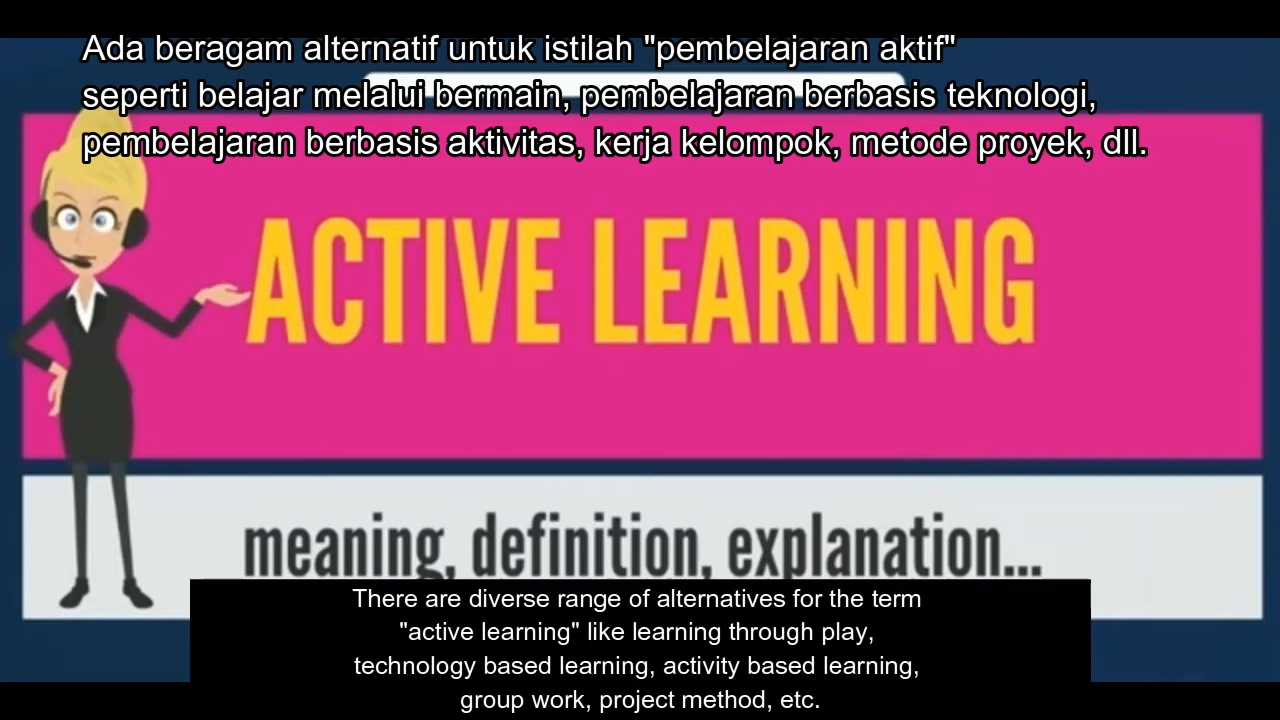 Ada beragam alternatif untuk istilah "pembelajaran aktif"
seperti belajar melalui bermain, pembelajaran berbasis teknologi,
pembelajaran berbasis aktivitas, kerja kelompok, metode proyek, dll.
ACTIVE LEARNING
meaning, definition, explanation...
There are diverse range of alternatives for the term
"active learning" like learning through play,
technology based learning, activity based learning,
group work, project method, etc.